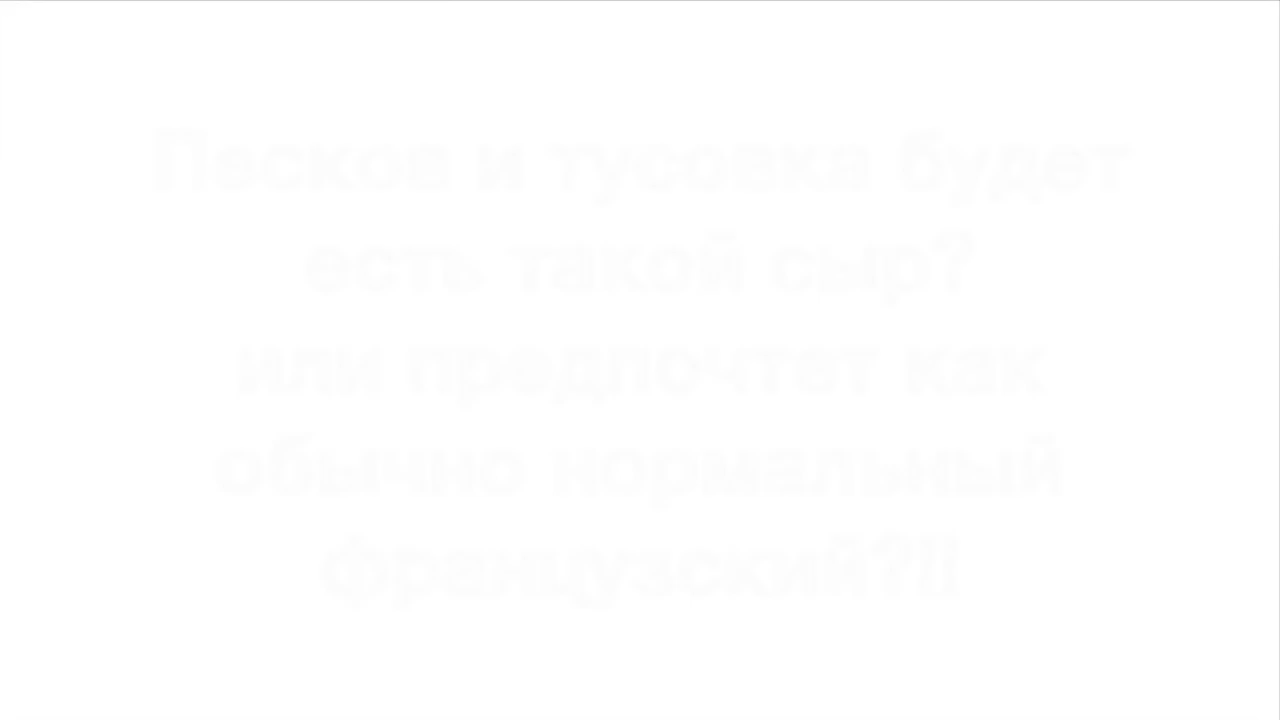 Песков и тусовка будет
есть такой сыр?
или предпочтет как
обычно нормальный
французский?!!